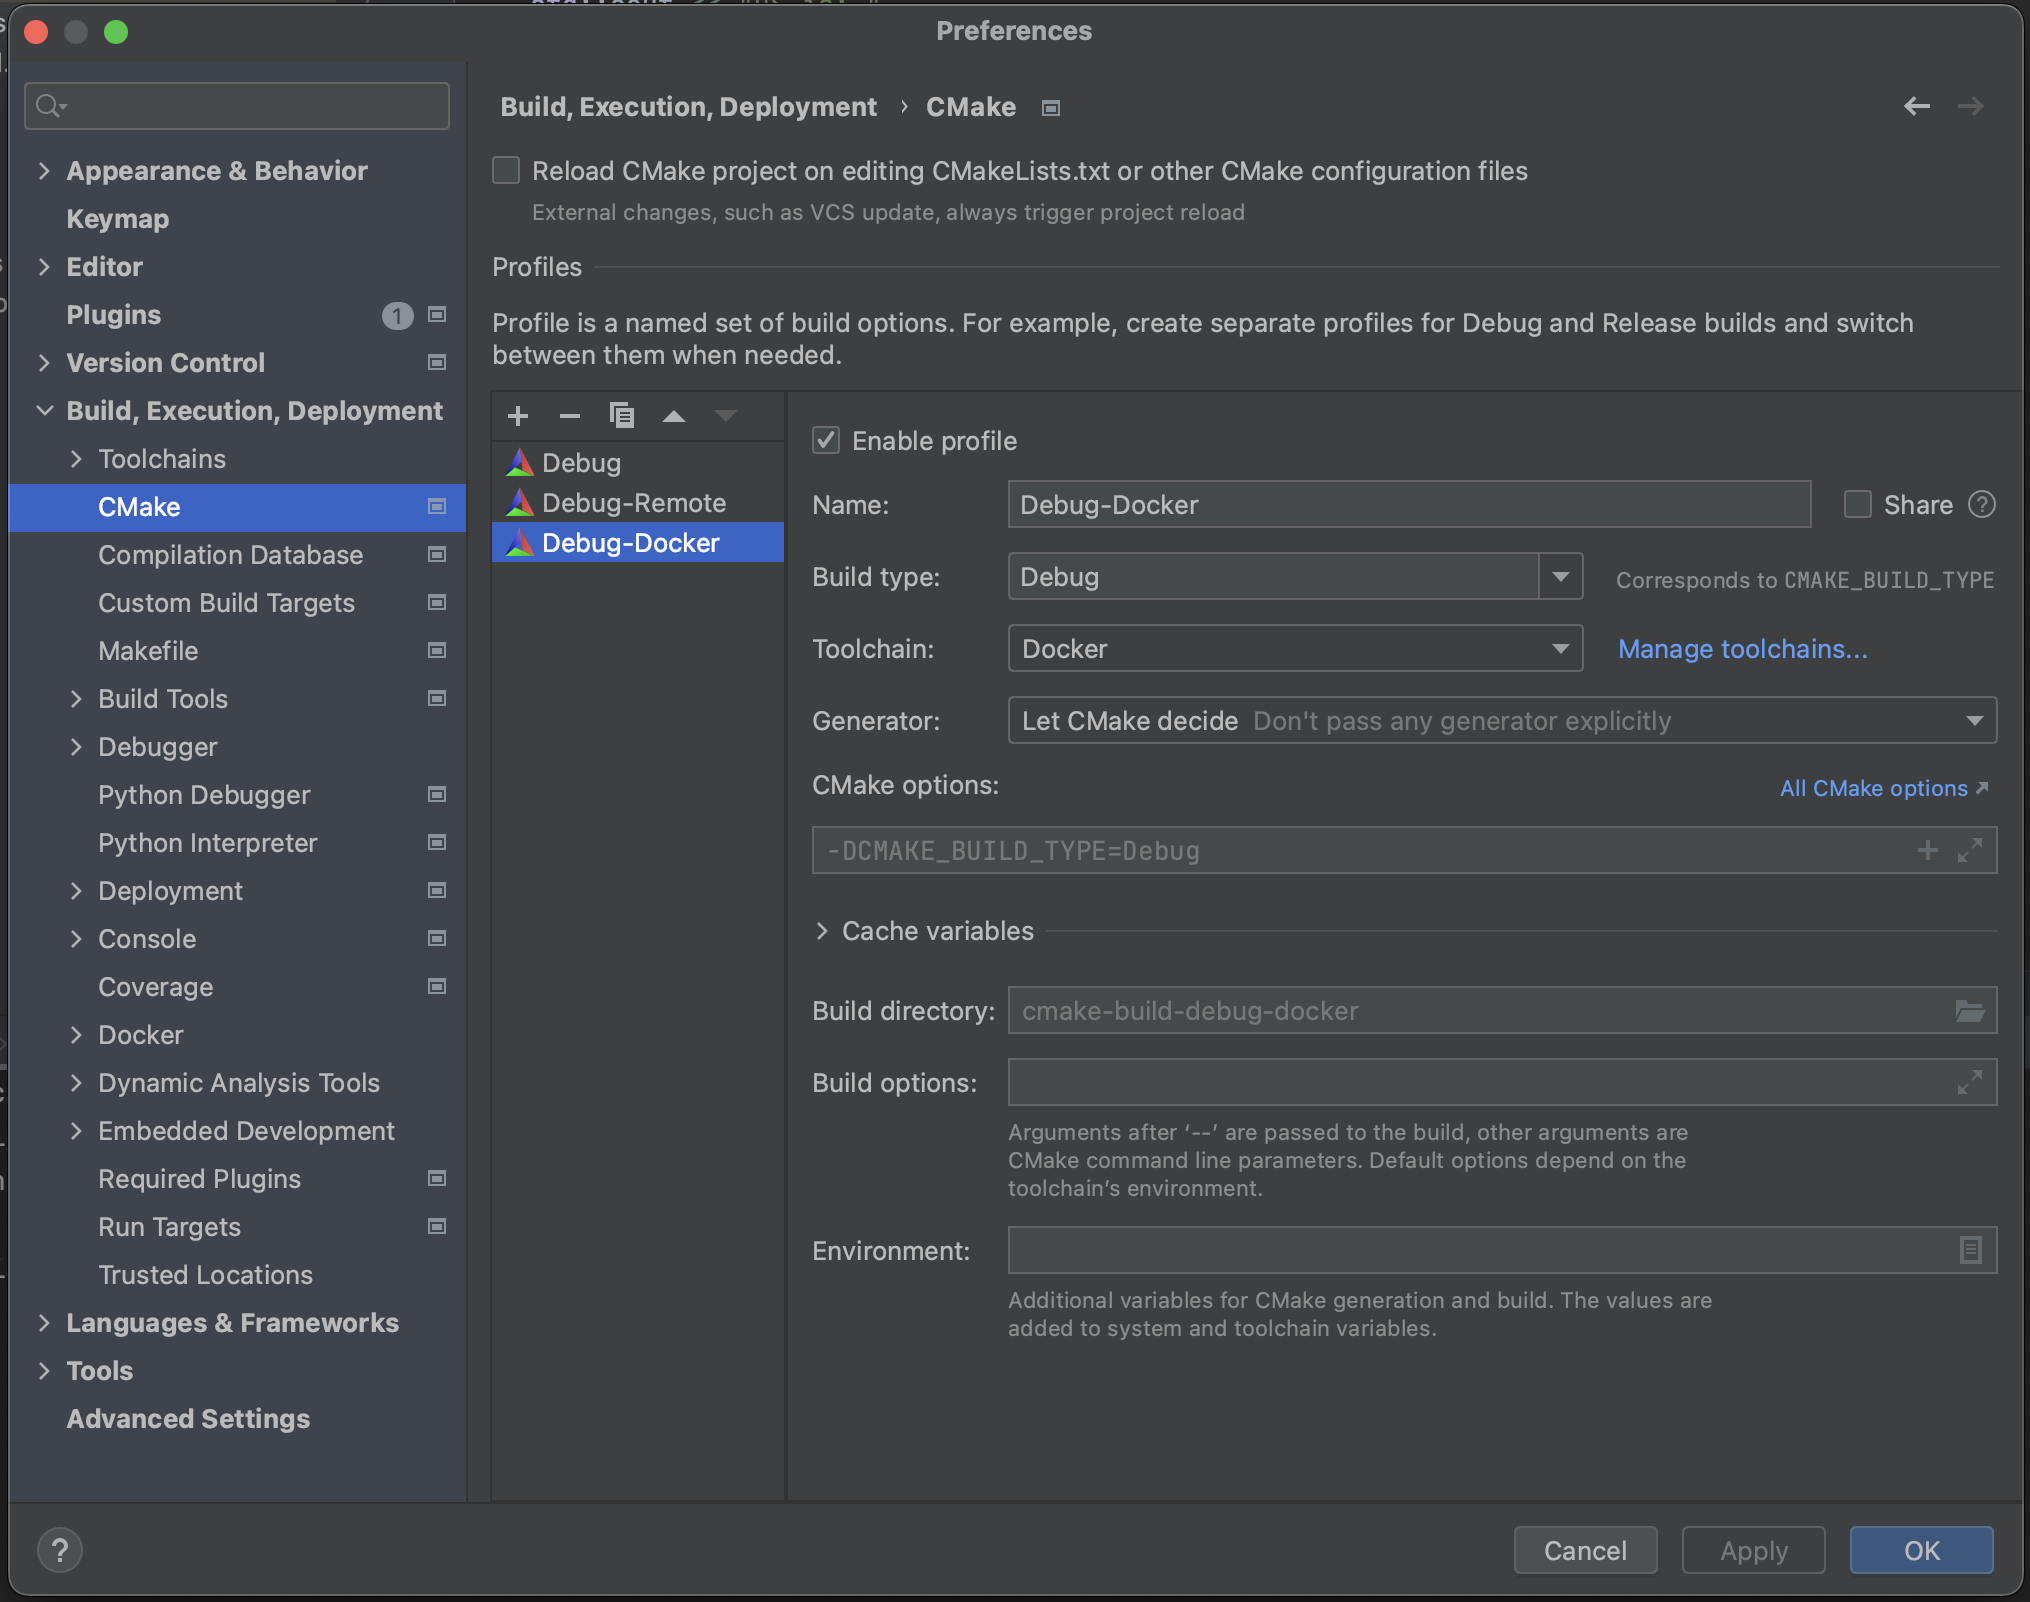 Preferences
Appearance & Behavior
Keymap
Editor
Plugins 1
Version Control
Build, Execution, Deployment
Toolchains
CMake
Compilation Database
Custom Build Targets
Makefile
Build Tools
Debugger
Python Debugger
Python Interpreter
Deployment
Console
Coverage
Docker
Dynamic Analysis Tools
Embedded Development
Required Plugins
Run Targets
Trusted Locations
Languages & Frameworks
Tools
Advanced Settings
Build, Execution, Deployment › CMake
Reload CMake project on editing CMakeLists.txt or other CMake configuration files
External changes, such as VCS update, always trigger project reload
Profiles
Profile is a named set of build options. For example, create separate profiles for Debug and Release builds and switch
between them when needed.
Debug
Debug-Remote
Debug-Docker
Enable profile
Name: Debug-Docker Share ?
Build type: Debug Corresponds to CMAKE_BUILD_TYPE
Toolchain: Docker Manage toolchains...
Generator: Let CMake decide Don't pass any generator explicitly
CMake options: All CMake options
-DCMAKE_BUILD_TYPE=Debug
Cache variables
Build directory: cmake-build-debug-docker
Build options:
Arguments after ‘--’ are passed to the build, other arguments are
CMake command line parameters. Default options depend on the
toolchain’s environment.
Environment:
Additional variables for CMake generation and build. The values are
added to system and toolchain variables.
? Cancel Apply OK